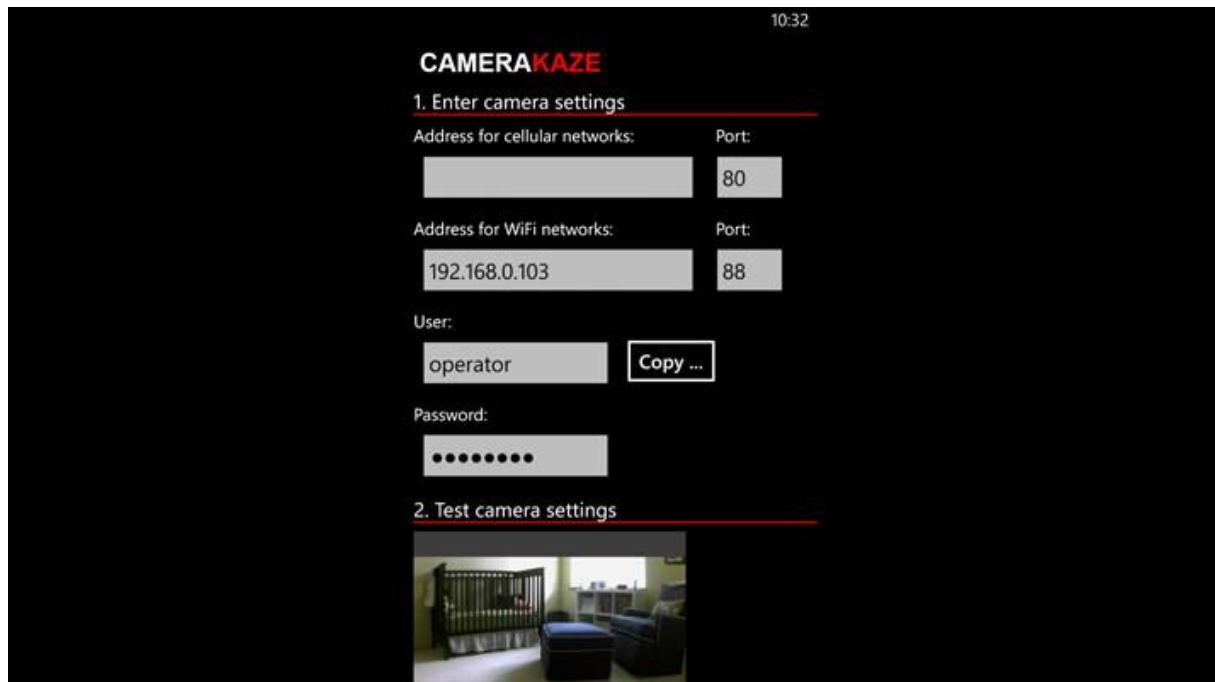 10:32
CAMERAKAZE
1. Enter camera settings
Address for cellular networks: Port:
80
Address for WiFi networks: Port:
192.168.0.103 88
User:
operator Copy ...
Password:
●●●●●●●●
2. Test camera settings